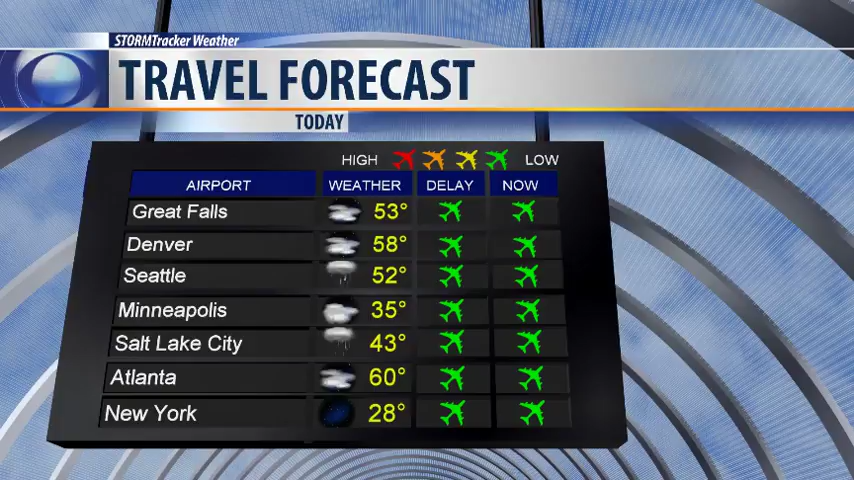 STORMTracker Weather
TRAVEL FORECAST
TODAY
HIGH LOW
AIRPORT WEATHER DELAY NOW
Great Falls 53°
Denver 58°
Seattle 52°
Minneapolis 35°
Salt Lake City 43°
Atlanta 60°
New York 28°